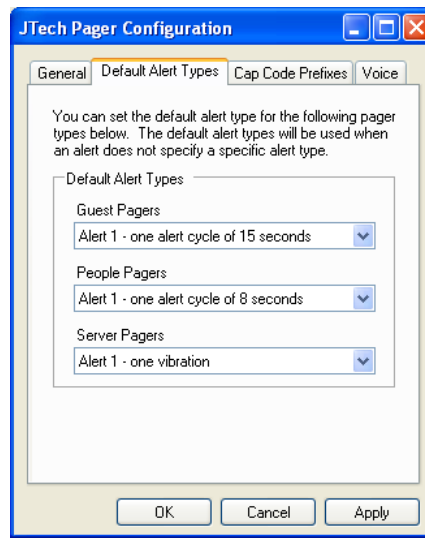 JTech Pager Configuration
General Default Alert Types Cap Code Prefixes Voice
You can set the default alert type for the following pager
types below. The default alert types will be used when
an alert does not specify a specific alert type.
Default Alert Types
Guest Pagers
Alert 1 - one alert cycle of 15 seconds
People Pagers
Alert 1 - one alert cycle of 8 seconds
Server Pagers
Alert 1 - one vibration
OK Cancel Apply